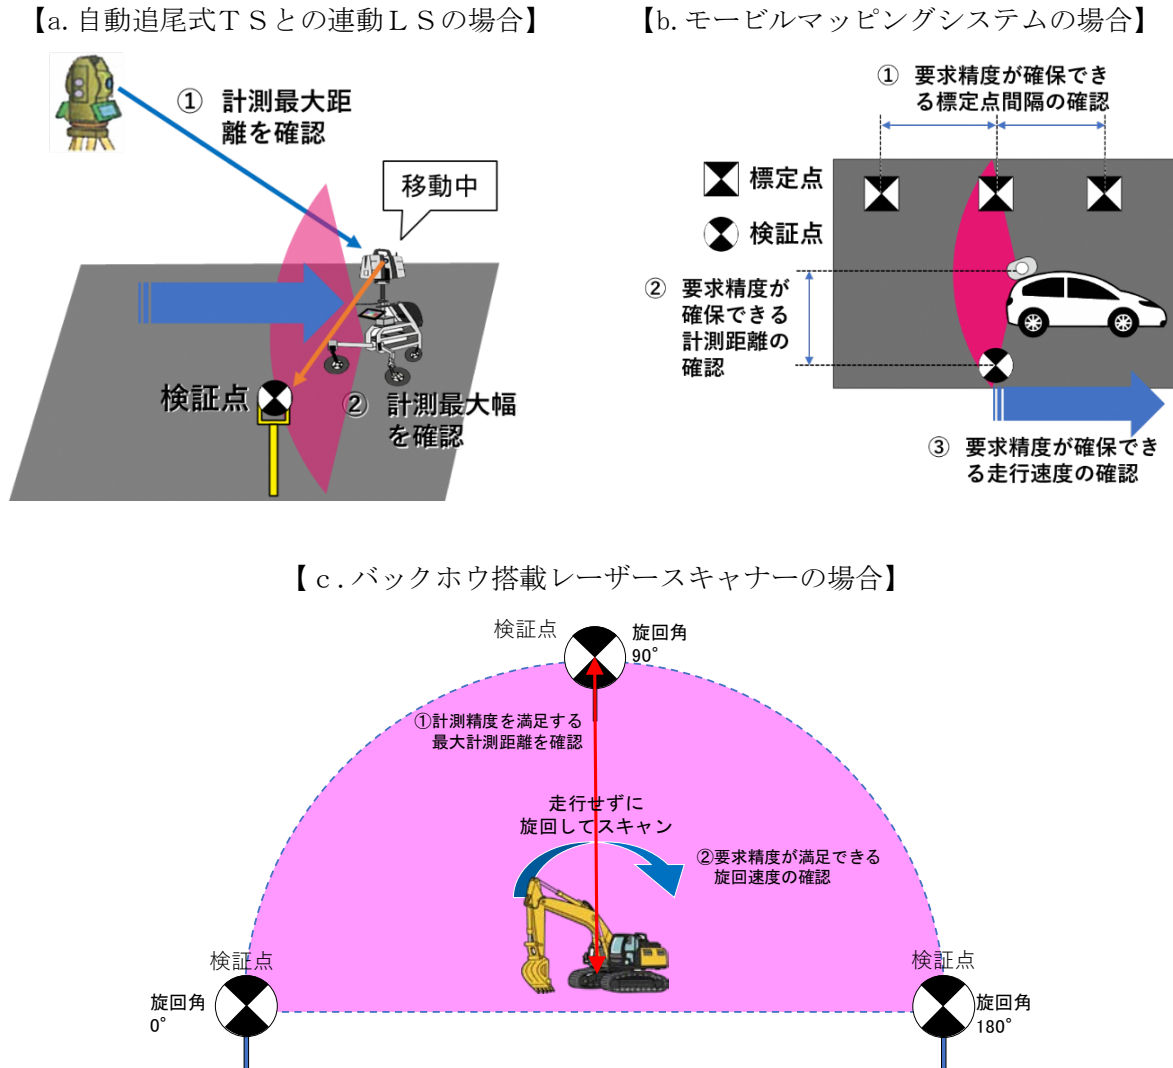 【a. 自動追尾式ＴＳとの連動ＬＳの場合】
① 計測最大距
離を確認
移動中
検証点
② 計測最大幅
を確認
【b. モービルマッピングシステムの場合】
① 要求精度が確保でき
る標定点間隔の確認
標定点
検証点
② 要求精度が
確保できる
計測距離の
確認
③ 要求精度が確保でき
る走行速度の確認
【ｃ. バックホウ搭載レーザースキャナーの場合】
検証点
旋回角
90°
①計測精度を満足する
最大計測距離を確認
走行せずに
旋回してスキャン
②要求精度が満足できる
旋回速度の確認
検証点
旋回角
0°
検証点
旋回角
180°